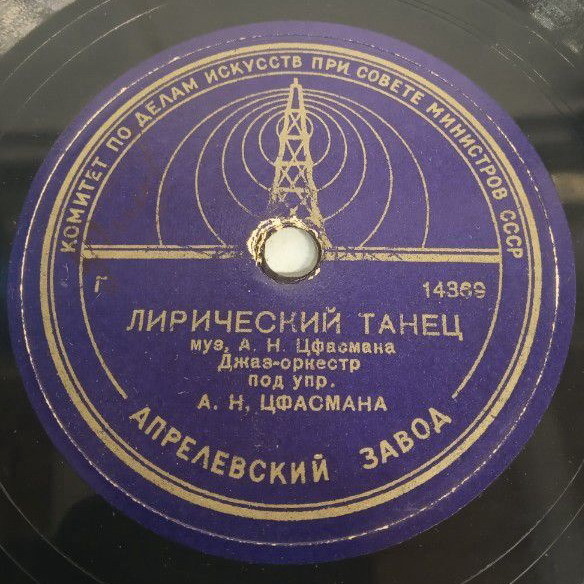 КОМИТЕТ ПО ДЕЛАМ ИСКУССТВ ПРИ СОВЕТЕ МИНИСТРОВ СССР
Г 14369
ЛИРИЧЕСКИЙ ТАНЕЦ
муз. А. Н. Цфасмана
Джаз-оркестр
под упр.
А. Н. ЦФАСМАНА
АПРЕЛЕВСКИЙ ЗАВОД